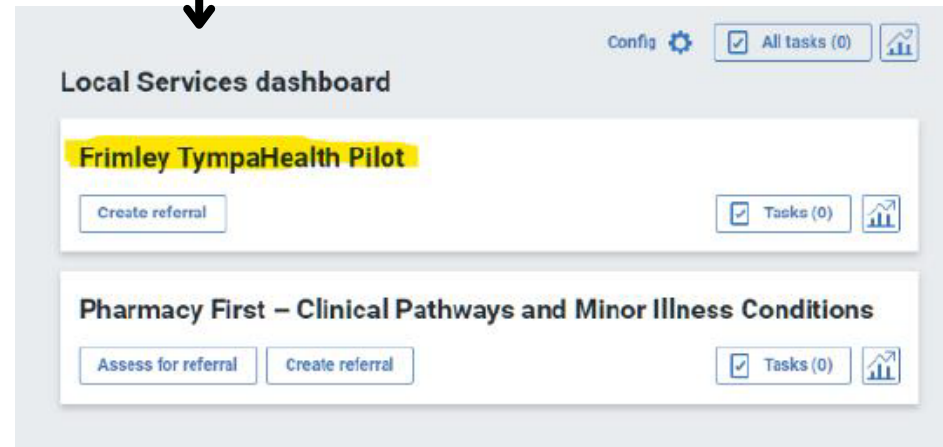 Config All tasks (0)
Local Services dashboard
Frimley TympaHealth Pilot
Create referral Tasks (0)
Pharmacy First – Clinical Pathways and Minor Illness Conditions
Assess for referral Create referral Tasks (0)